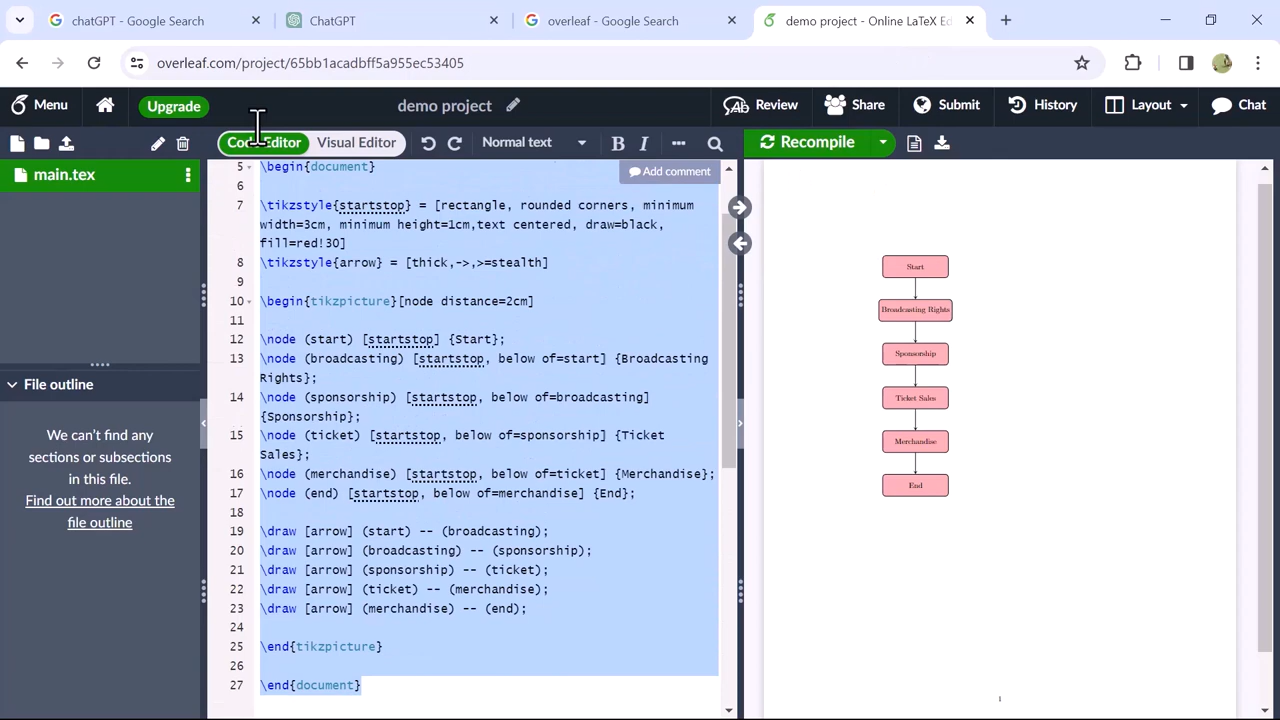 chatGPT - Google Search
ChatGPT
overleaf - Google Search
demo project - Online LaTeX Ed
overleaf.com/project/65bb1acadbff5a955ec53405
Menu
Upgrade
demo project
Review
Share
Submit
History
Layout
Chat
Code Editor
Visual Editor
Normal text
B
I
Recompile
main.tex
Add comment
5 \begin{document}
6
7 \tikzstyle{startstop} = [rectangle, rounded corners, minimum
width=3cm, minimum height=1cm,text centered, draw=black,
fill=red!30]
8 \tikzstyle{arrow} = [thick,->,>=stealth]
9
10 \begin{tikzpicture}[node distance=2cm]
11
12 \node (start) [startstop] {Start};
13 \node (broadcasting) [startstop, below of=start] {Broadcasting
Rights};
14 \node (sponsorship) [startstop, below of=broadcasting]
{Sponsorship};
15 \node (ticket) [startstop, below of=sponsorship] {Ticket
Sales};
16 \node (merchandise) [startstop, below of=ticket] {Merchandise};
17 \node (end) [startstop, below of=merchandise] {End};
18
19 \draw [arrow] (start) -- (broadcasting);
20 \draw [arrow] (broadcasting) -- (sponsorship);
21 \draw [arrow] (sponsorship) -- (ticket);
22 \draw [arrow] (ticket) -- (merchandise);
23 \draw [arrow] (merchandise) -- (end);
24
25 \end{tikzpicture}
26
27 \end{document}
File outline
We can't find any
sections or subsections
in this file.
Find out more about the
file outline
Start
Broadcasting Rights
Sponsorship
Ticket Sales
Merchandise
End
1